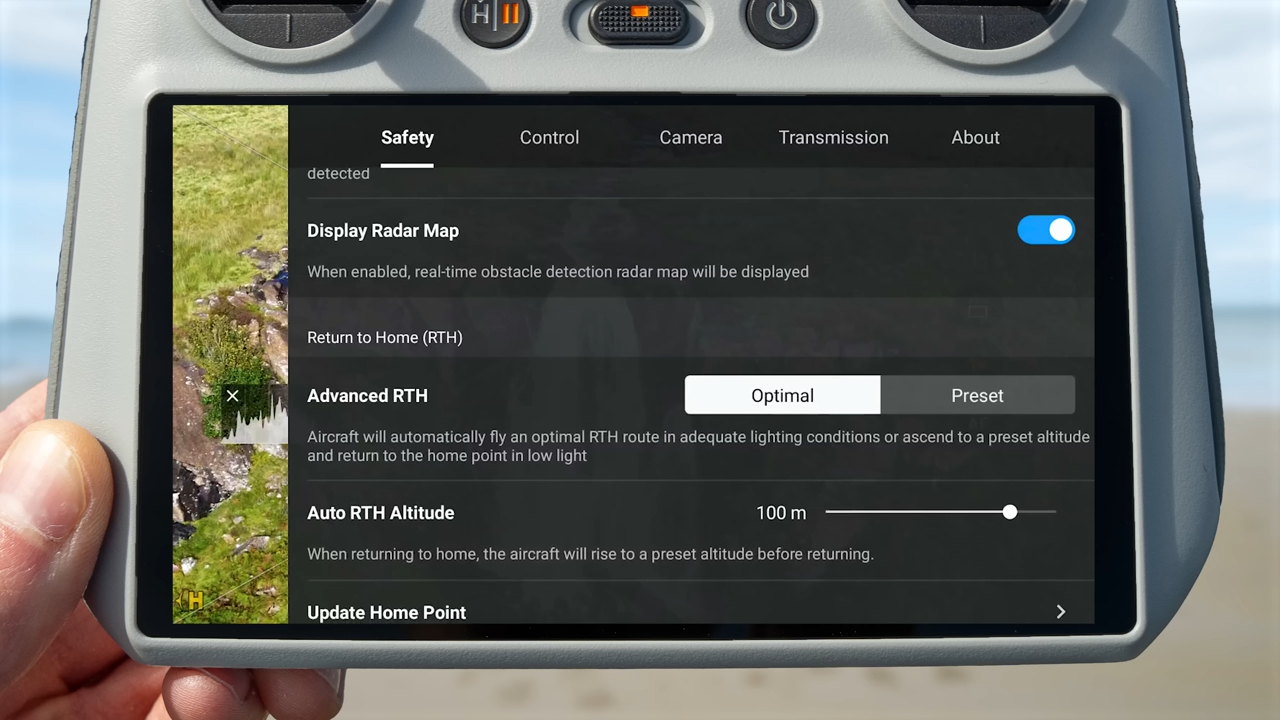 H
Safety
Control
Camera
Transmission
About
detected
Display Radar Map
When enabled, real-time obstacle detection radar map will be displayed
Return to Home (RTH)
Advanced RTH
Optimal
Preset
Aircraft will automatically fly an optimal RTH route in adequate lighting conditions or ascend to a preset altitude
and return to the home point in low light
Auto RTH Altitude
100 m
When returning to home, the aircraft will rise to a preset altitude before returning.
H
Update Home Point